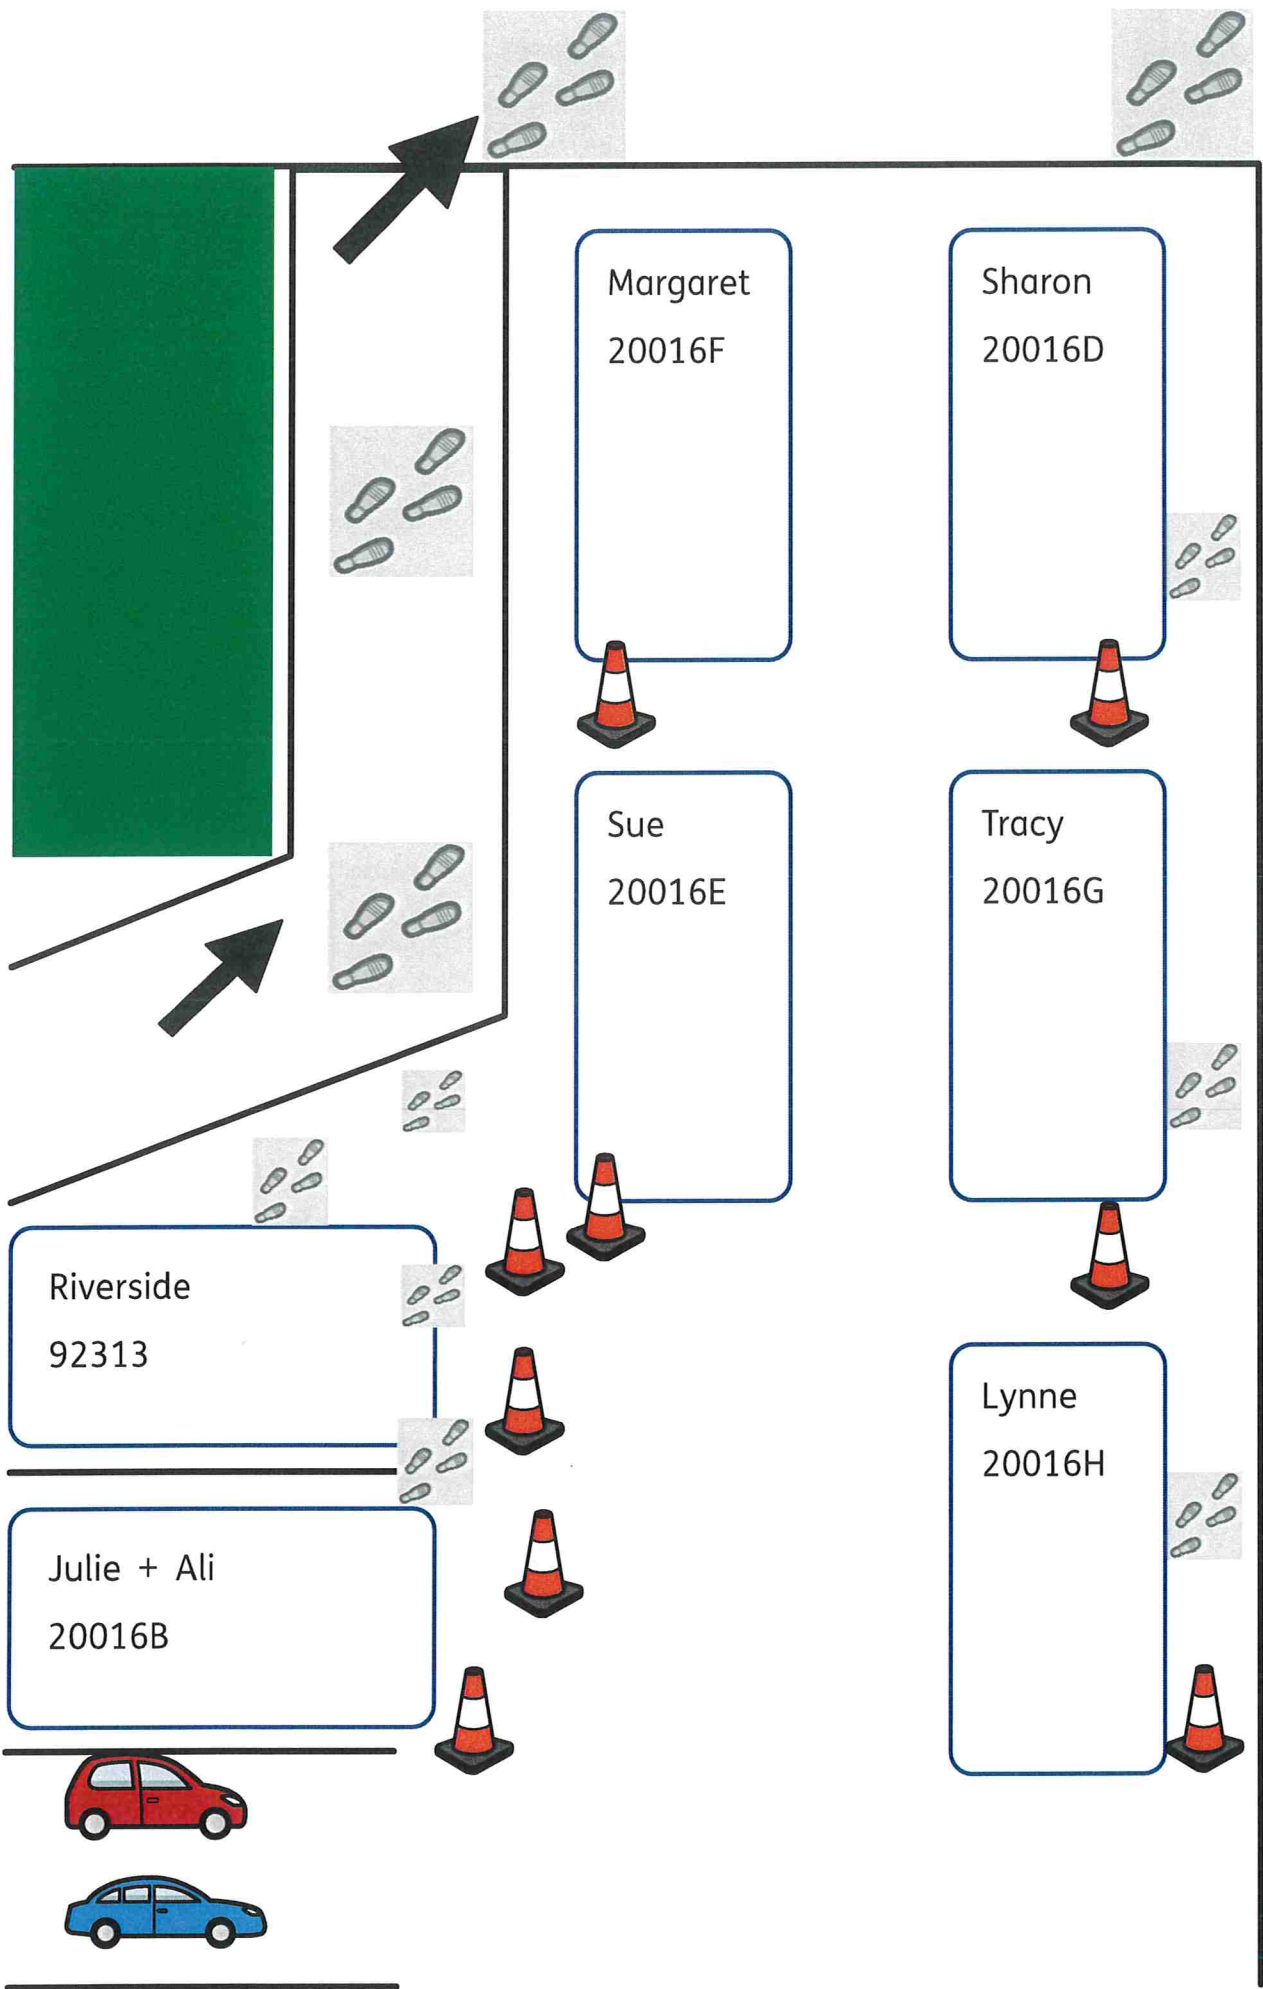 Margaret
20016F
Sharon
20016D
Sue
20016E
Tracy
20016G
Riverside
92313
Lynne
20016H
Julie + Ali
20016B